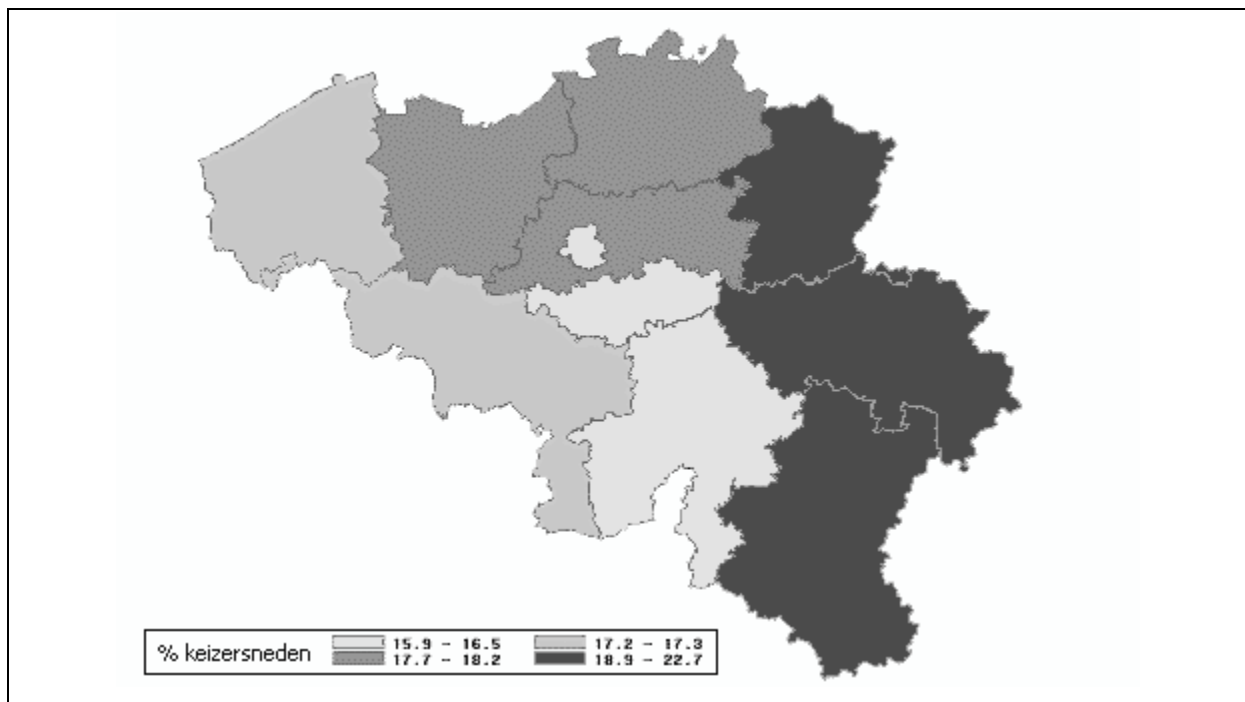 % keizersneden
15.9 - 16.5 17.2 - 17.3
17.7 - 18.2 18.9 - 22.7